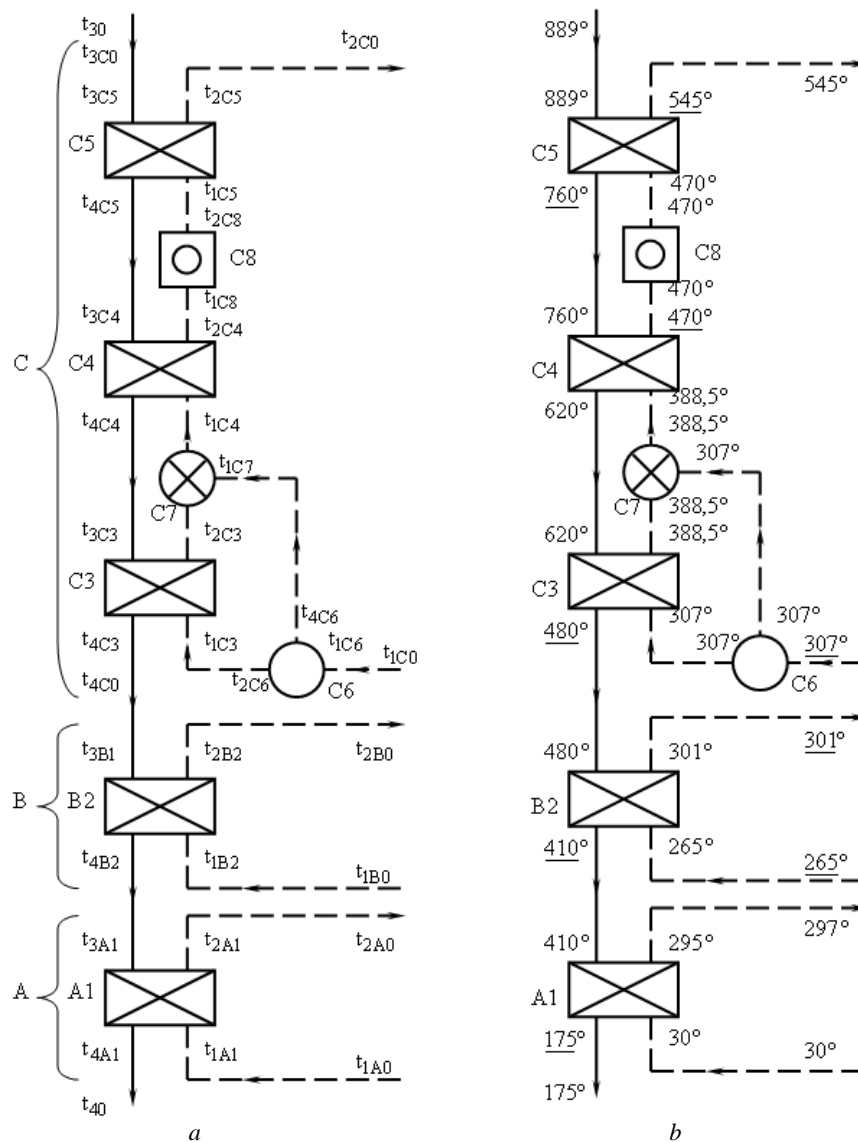 t30
t3C0
t2C0
t3C5
t2C5
C5
t4C5
t1C5
t2C8
C8
t1C8
t3C4
t2C4
C
C4
t4C4
t1C4
t1C7
C7
t3C3
t2C3
C3
t4C6
t4C3
t1C3
t1C6
t1C0
t4C0
t2C6
C6
t3B1
t2B2
t2B0
B
B2
t4B2
t1B2
t1B0
t3A1
t2A1
t2A0
A
A1
t4A1
t1A1
t1A0
t40
a
889°
545°
889°
545°
C5
760°
470°
470°
C8
470°
760°
470°
C4
620°
388,5°
388,5°
307°
C7
388,5°
620°
388,5°
C3
307°
480°
307°
307°
307°
C6
480°
301°
301°
B2
410°
265°
265°
410°
295°
297°
A1
175°
30°
30°
175°
b